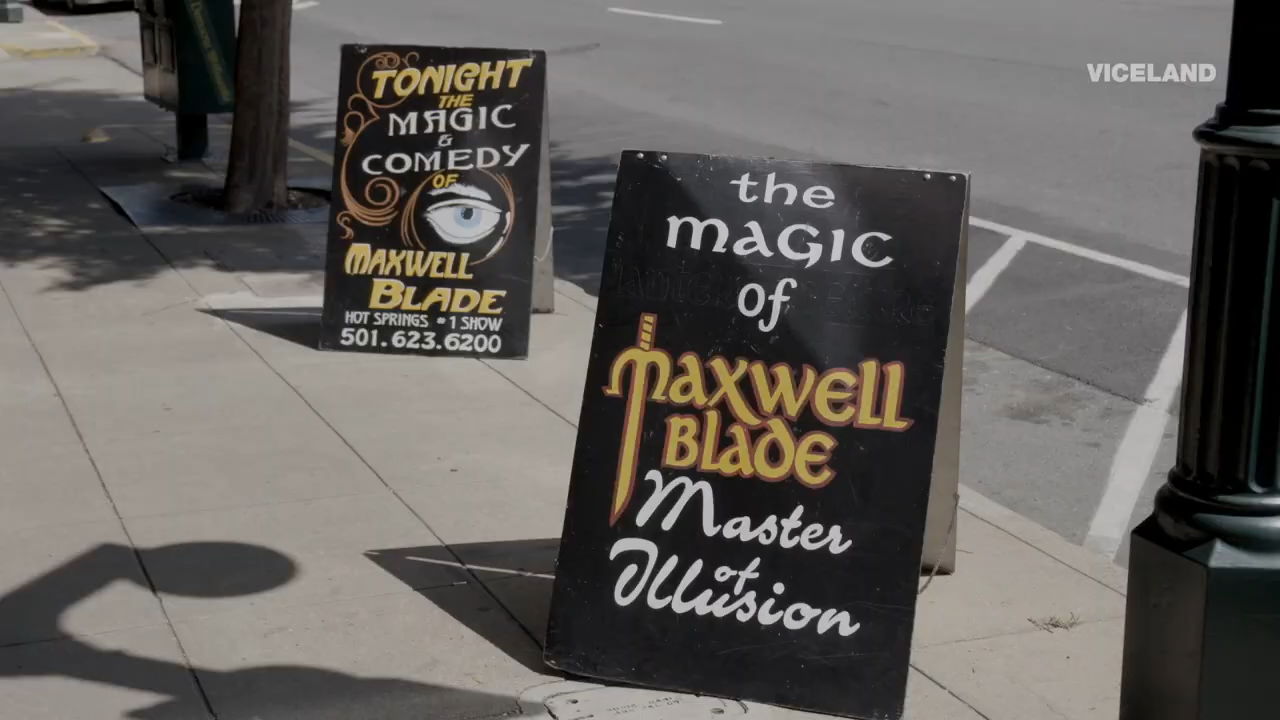 VICELAND
TONIGHT
THE
MAGIC
&
COMEDY
OF
MAXWELL
BLADE
HOT SPRINGS #1 SHOW
501.623.6200
the
magic
of
maxwell
Blade
Master
of
Illusion